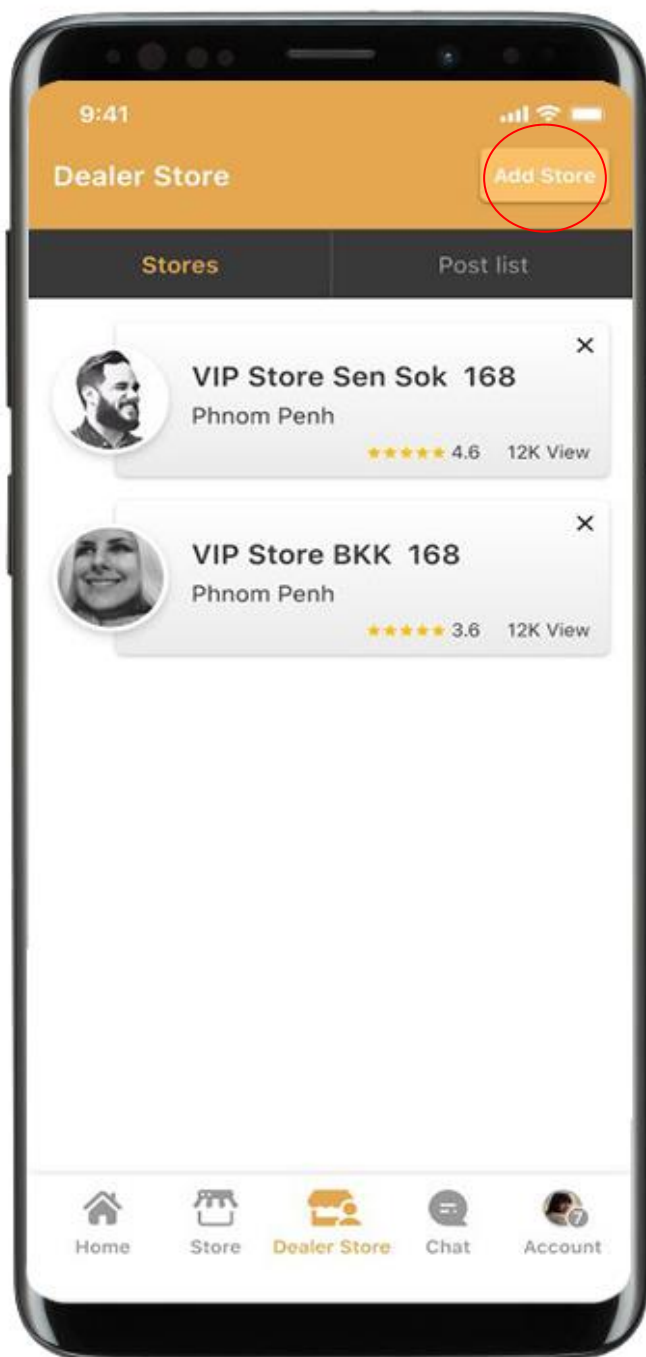 9:41
Dealer Store
Add Store
Stores
Post list
VIP Store Sen Sok 168
Phnom Penh
4.6 12K View
VIP Store BKK 168
Phnom Penh
3.6 12K View
Home
Store
Dealer Store
Chat
Account
7